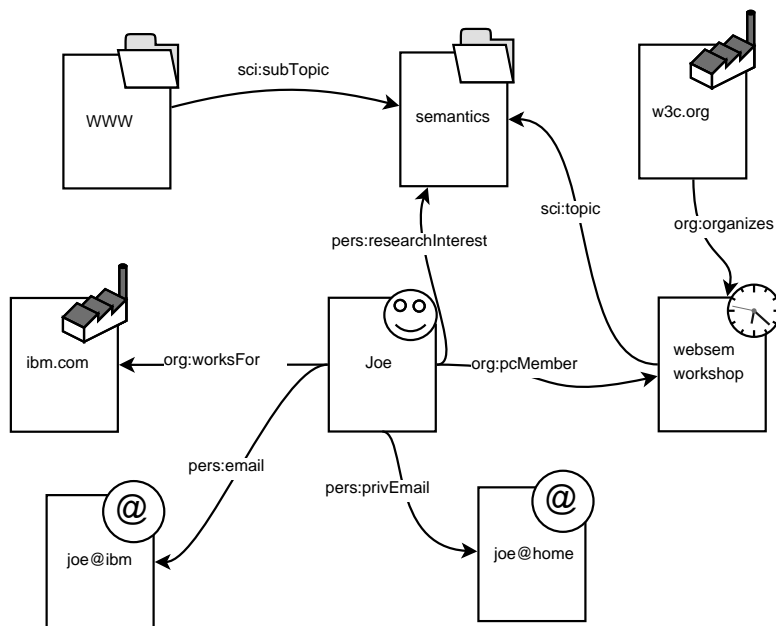 sci:subTopic
WWW
semantics
w3c.org
sci:topic
org:organizes
pers:researchInterest
ibm.com
org:worksFor
Joe
org:pcMember
websem
workshop
pers:email
pers:privEmail
@
@
joe@ibm
joe@home